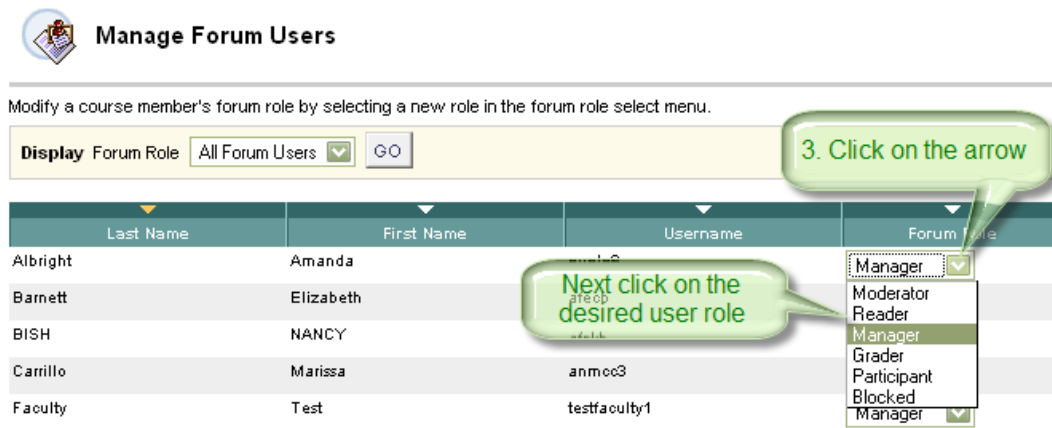 Manage Forum Users
Modify a course member's forum role by selecting a new role in the forum role select menu.
Display Forum Role All Forum Users GO
3. Click on the arrow
Last Name First Name Username Forum
Albright Amanda Manager
Next click on the
desired user role
Moderator
Reader
Manager
Grader
Participant
Blocked
Barnett Elizabeth afecb
BISH NANCY
Carrillo Marissa anmcc3
Faculty Test testfaculty1 Manager